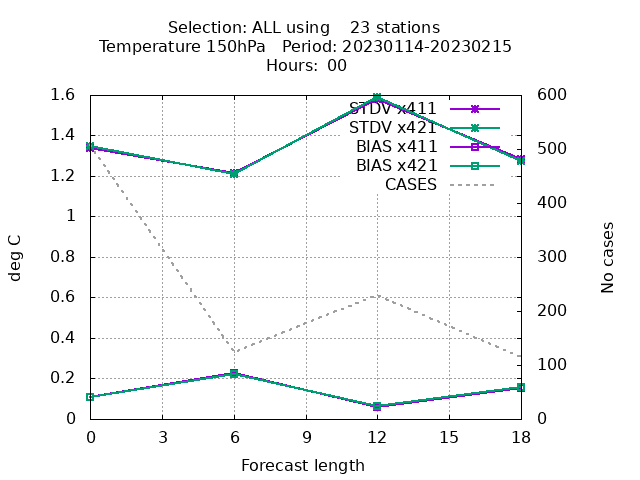 Selection: ALL using    23 stations
Temperature 150hPa   Period: 20230114-20230215
Hours: 00
1.6
1.4
1.2
1
0.8
0.6
0.4
0.2
0
deg C
STDV x411
STDV x421
BIAS x411
BIAS x421
CASES
600
500
400
300
200
100
0
No cases
0 3 6 9 12 15 18
Forecast length